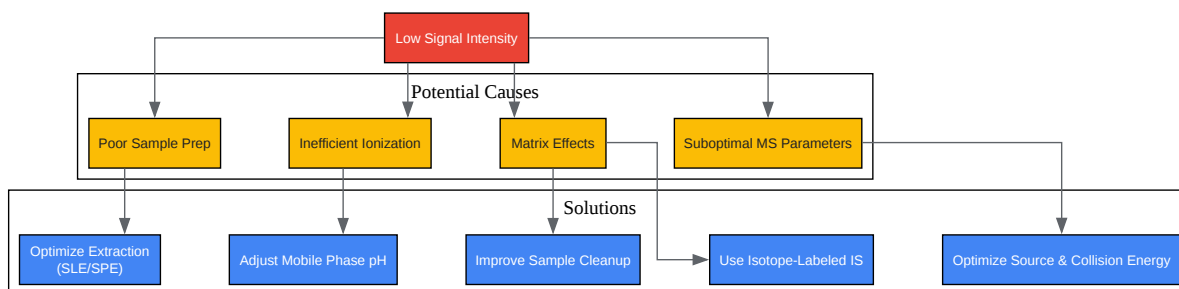 Low Signal Intensity
Potential Causes
Poor Sample Prep
Inefficient Ionization
Matrix Effects
Suboptimal MS Parameters
Solutions
Optimize Extraction
(SLE/SPE)
Adjust Mobile Phase pH
Improve Sample Cleanup
Use Isotope-Labeled IS
Optimize Source & Collision Energy